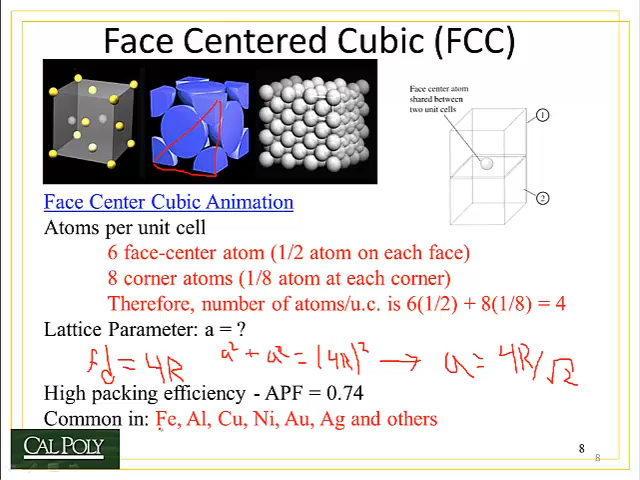 Face Centered Cubic (FCC)
Face center atom
shared between
two unit cells
1
2
Face Center Cubic Animation
Atoms per unit cell
6 face-center atom (1/2 atom on each face)
8 corner atoms (1/8 atom at each corner)
Therefore, number of atoms/u.c. is 6(1/2) + 8(1/8) = 4
Lattice Parameter: a = ?
fd = 4R a² + a² = (4R)² → a = 4R/√2
High packing efficiency - APF = 0.74
Common in: Fe, Al, Cu, Ni, Au, Ag and others
CAL POLY
8
8